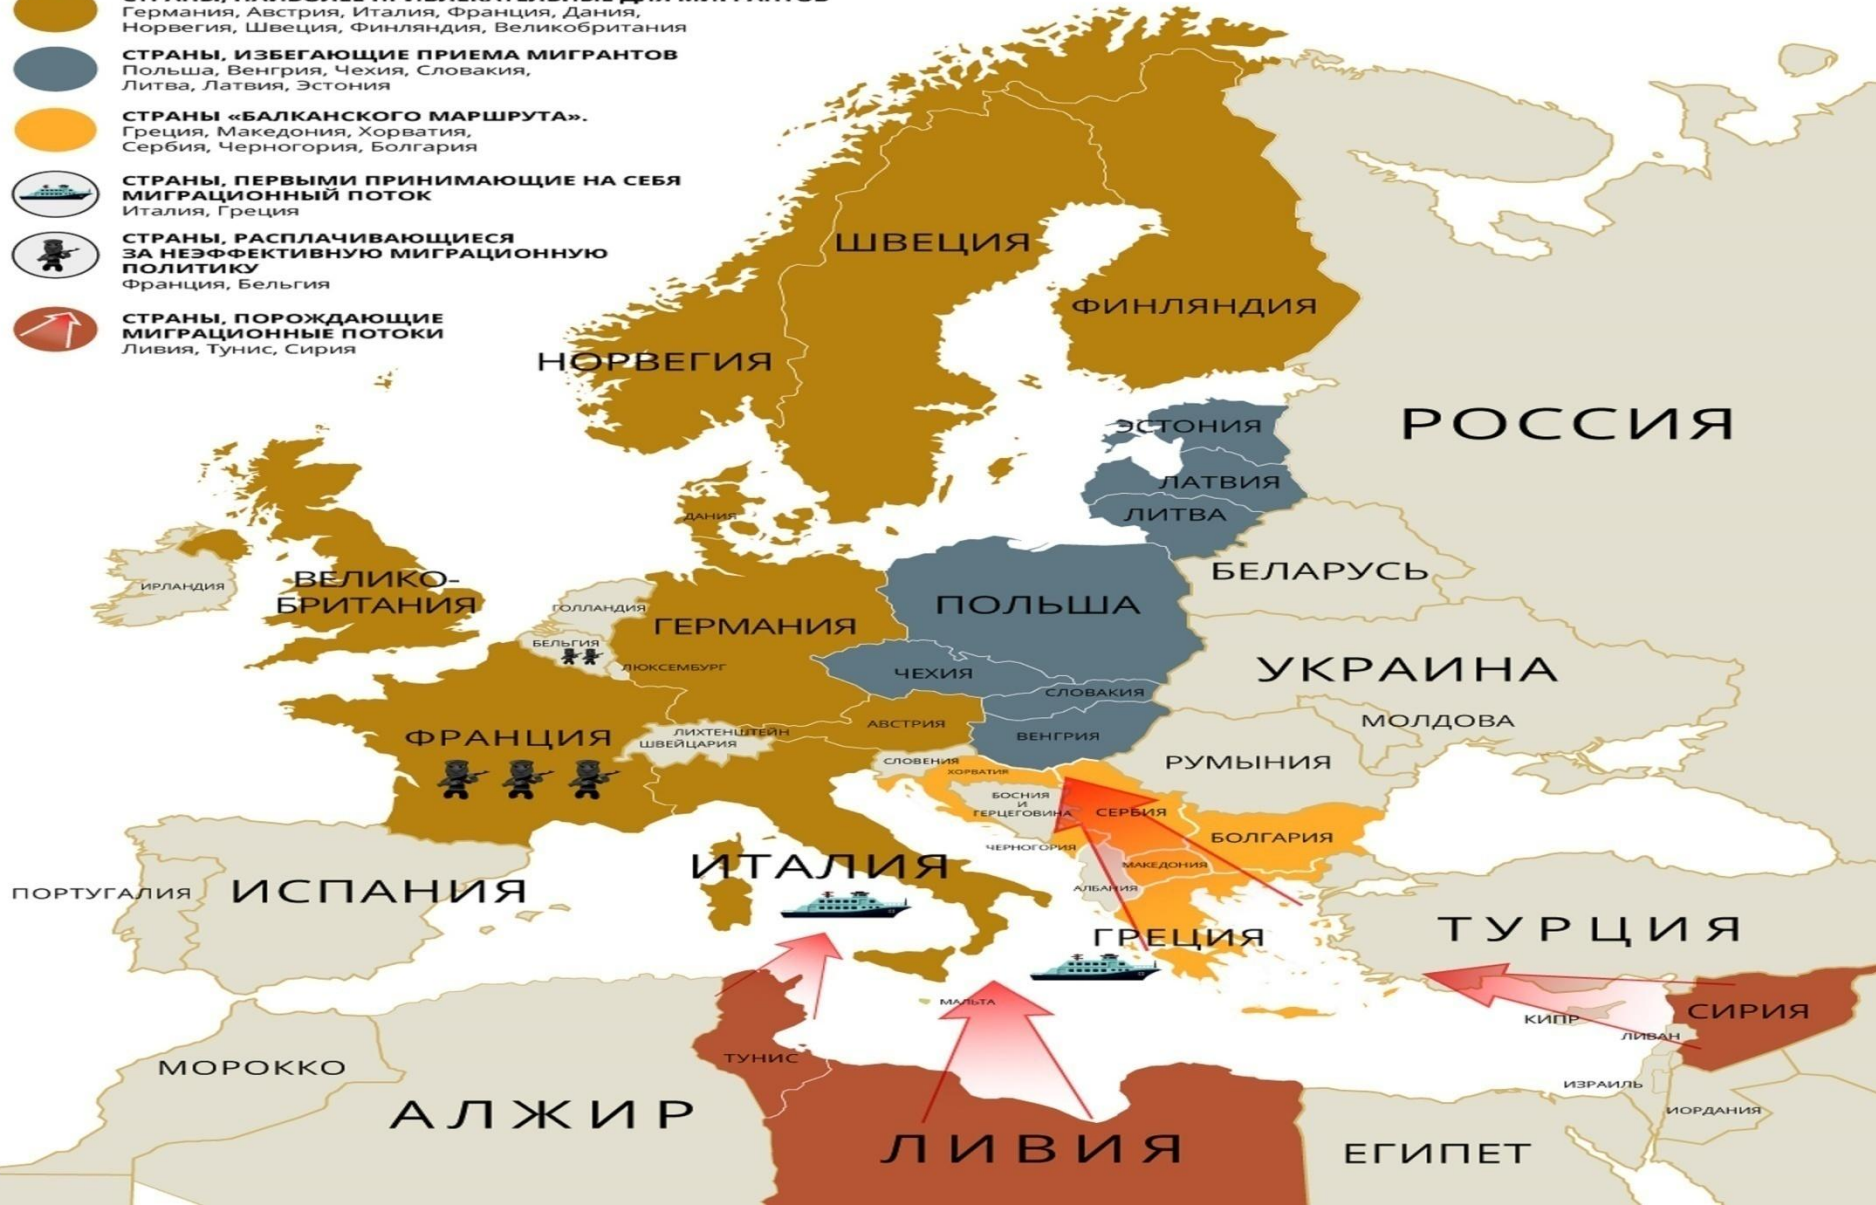 СТРАНЫ, НАИБОЛЕЕ ПРИВЛЕКАТЕЛЬНЫЕ ДЛЯ МИГРАНТОВ
Германия, Австрия, Италия, Франция, Дания,
Норвегия, Швеция, Финляндия, Великобритания
СТРАНЫ, ИЗБЕГАЮЩИЕ ПРИЕМА МИГРАНТОВ
Польша, Венгрия, Чехия, Словакия,
Литва, Латвия, Эстония
СТРАНЫ «БАЛКАНСКОГО МАРШРУТА».
Греция, Македония, Хорватия,
Сербия, Черногория, Болгария
СТРАНЫ, ПЕРВЫМИ ПРИНИМАЮЩИЕ НА СЕБЯ
МИГРАЦИОННЫЙ ПОТОК
Италия, Греция
СТРАНЫ, РАСПЛАЧИВАЮЩИЕСЯ
ЗА НЕЭФФЕКТИВНУЮ МИГРАЦИОННУЮ
ПОЛИТИКУ
Франция, Бельгия
СТРАНЫ, ПОРОЖДАЮЩИЕ
МИГРАЦИОННЫЕ ПОТОКИ
Ливия, Тунис, Сирия
ШВЕЦИЯ
ФИНЛЯНДИЯ
НОРВЕГИЯ
РОССИЯ
ЭСТОНИЯ
ЛАТВИЯ
ЛИТВА
ДАНИЯ
БЕЛАРУСЬ
ИРЛАНДИЯ
ВЕЛИКО-
БРИТАНИЯ
ГОЛЛАНДИЯ
ГЕРМАНИЯ
ПОЛЬША
БЕЛЬГИЯ
ЛЮКСЕМБУРГ
ЧЕХИЯ
УКРАИНА
СЛОВАКИЯ
МОЛДОВА
АВСТРИЯ
ФРАНЦИЯ
ЛИХТЕНШТЕЙН
ШВЕЙЦАРИЯ
ВЕНГРИЯ
СЛОВЕНИЯ
РУМЫНИЯ
ХОРВАТИЯ
БОСНИЯ
И
ГЕРЦЕГОВИНА
СЕРБИЯ
БОЛГАРИЯ
ЧЕРНОГОРИЯ
МАКЕДОНИЯ
ИТАЛИЯ
АЛБАНИЯ
ПОРТУГАЛИЯ
ИСПАНИЯ
ГРЕЦИЯ
ТУРЦИЯ
МАЛЬТА
СИРИЯ
КИПР
ЛИВАН
МОРОККО
ТУНИС
ИЗРАИЛЬ
АЛЖИР
ИОРДАНИЯ
ЛИВИЯ
ЕГИПЕТ